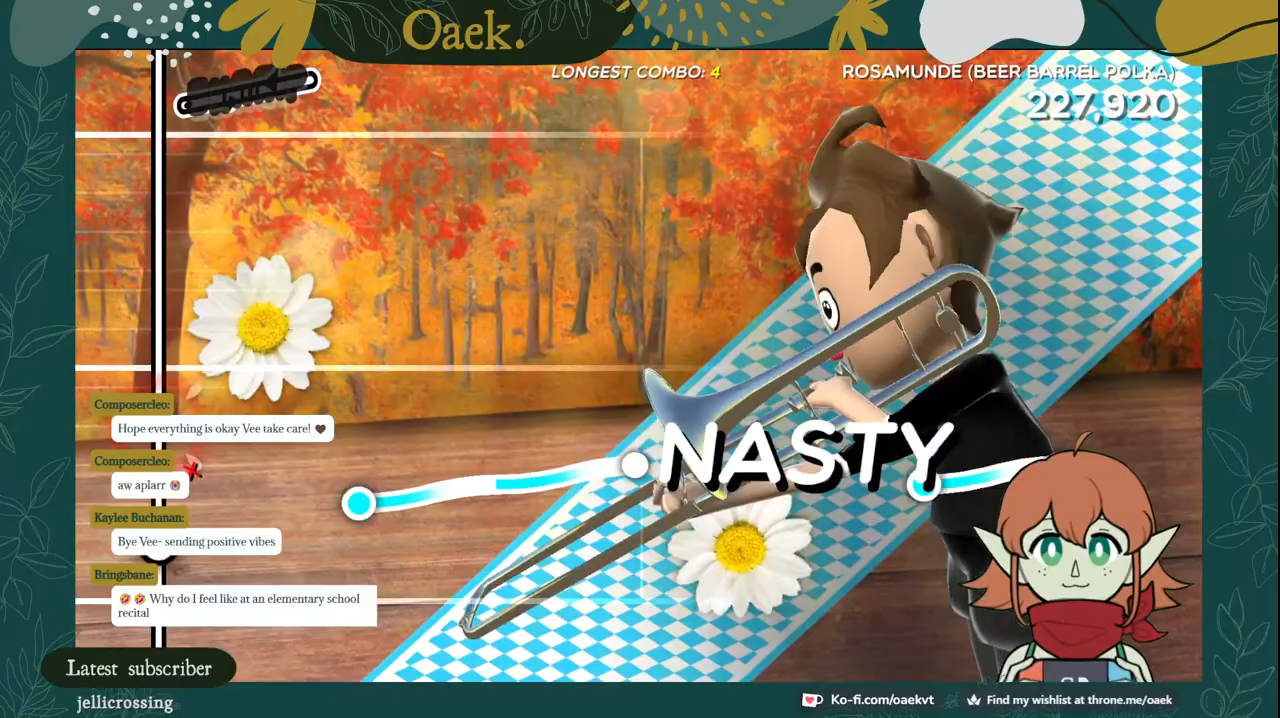 Oaek.
LONGEST COMBO: 4
ROSAMUNDE (BEER BARREL POLKA)
227,920
Composercleo:
Hope everything is okay Vee take care! 🖤
Composercleo:
aw aplarr
Kaylee Buchanan:
Bye Vee- sending positive vibes
Bringsbane:
🤣 🤣 Why do I feel like at an elementary school
recital
NASTY
Latest subscriber
jellicrossing
Ko-fi.com/oaekvt
Find my wishlist at throne.me/oaek